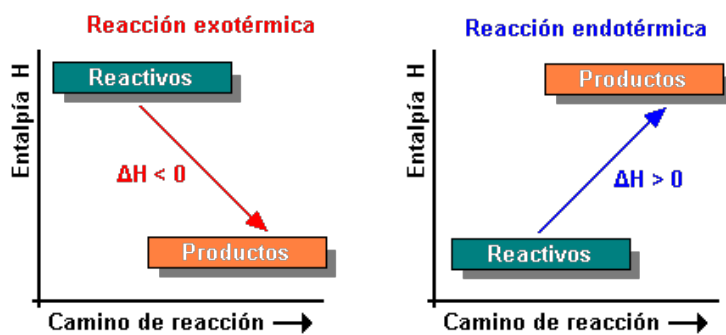 Reacción exotérmica
Entalpía H
Reactivos
ΔH < 0
Productos
Camino de reacción
Reacción endotérmica
Entalpía H
Productos
ΔH > 0
Reactivos
Camino de reacción